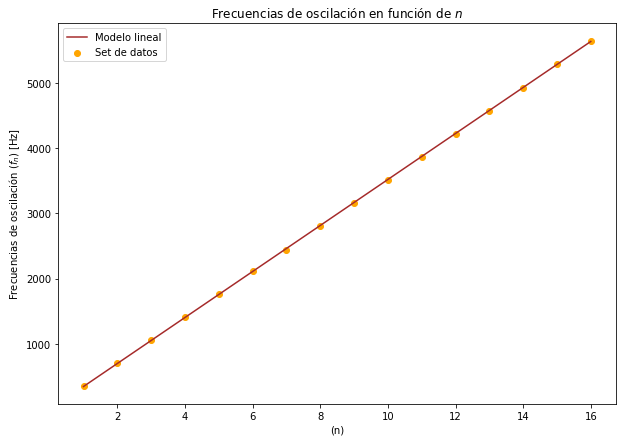 Frecuencias de oscilación en función de n
Modelo lineal
Set de datos
Frecuencias de oscilación (fn) [Hz]
5000
4000
3000
2000
1000
2 4 6 8 10 12 14 16
(n)